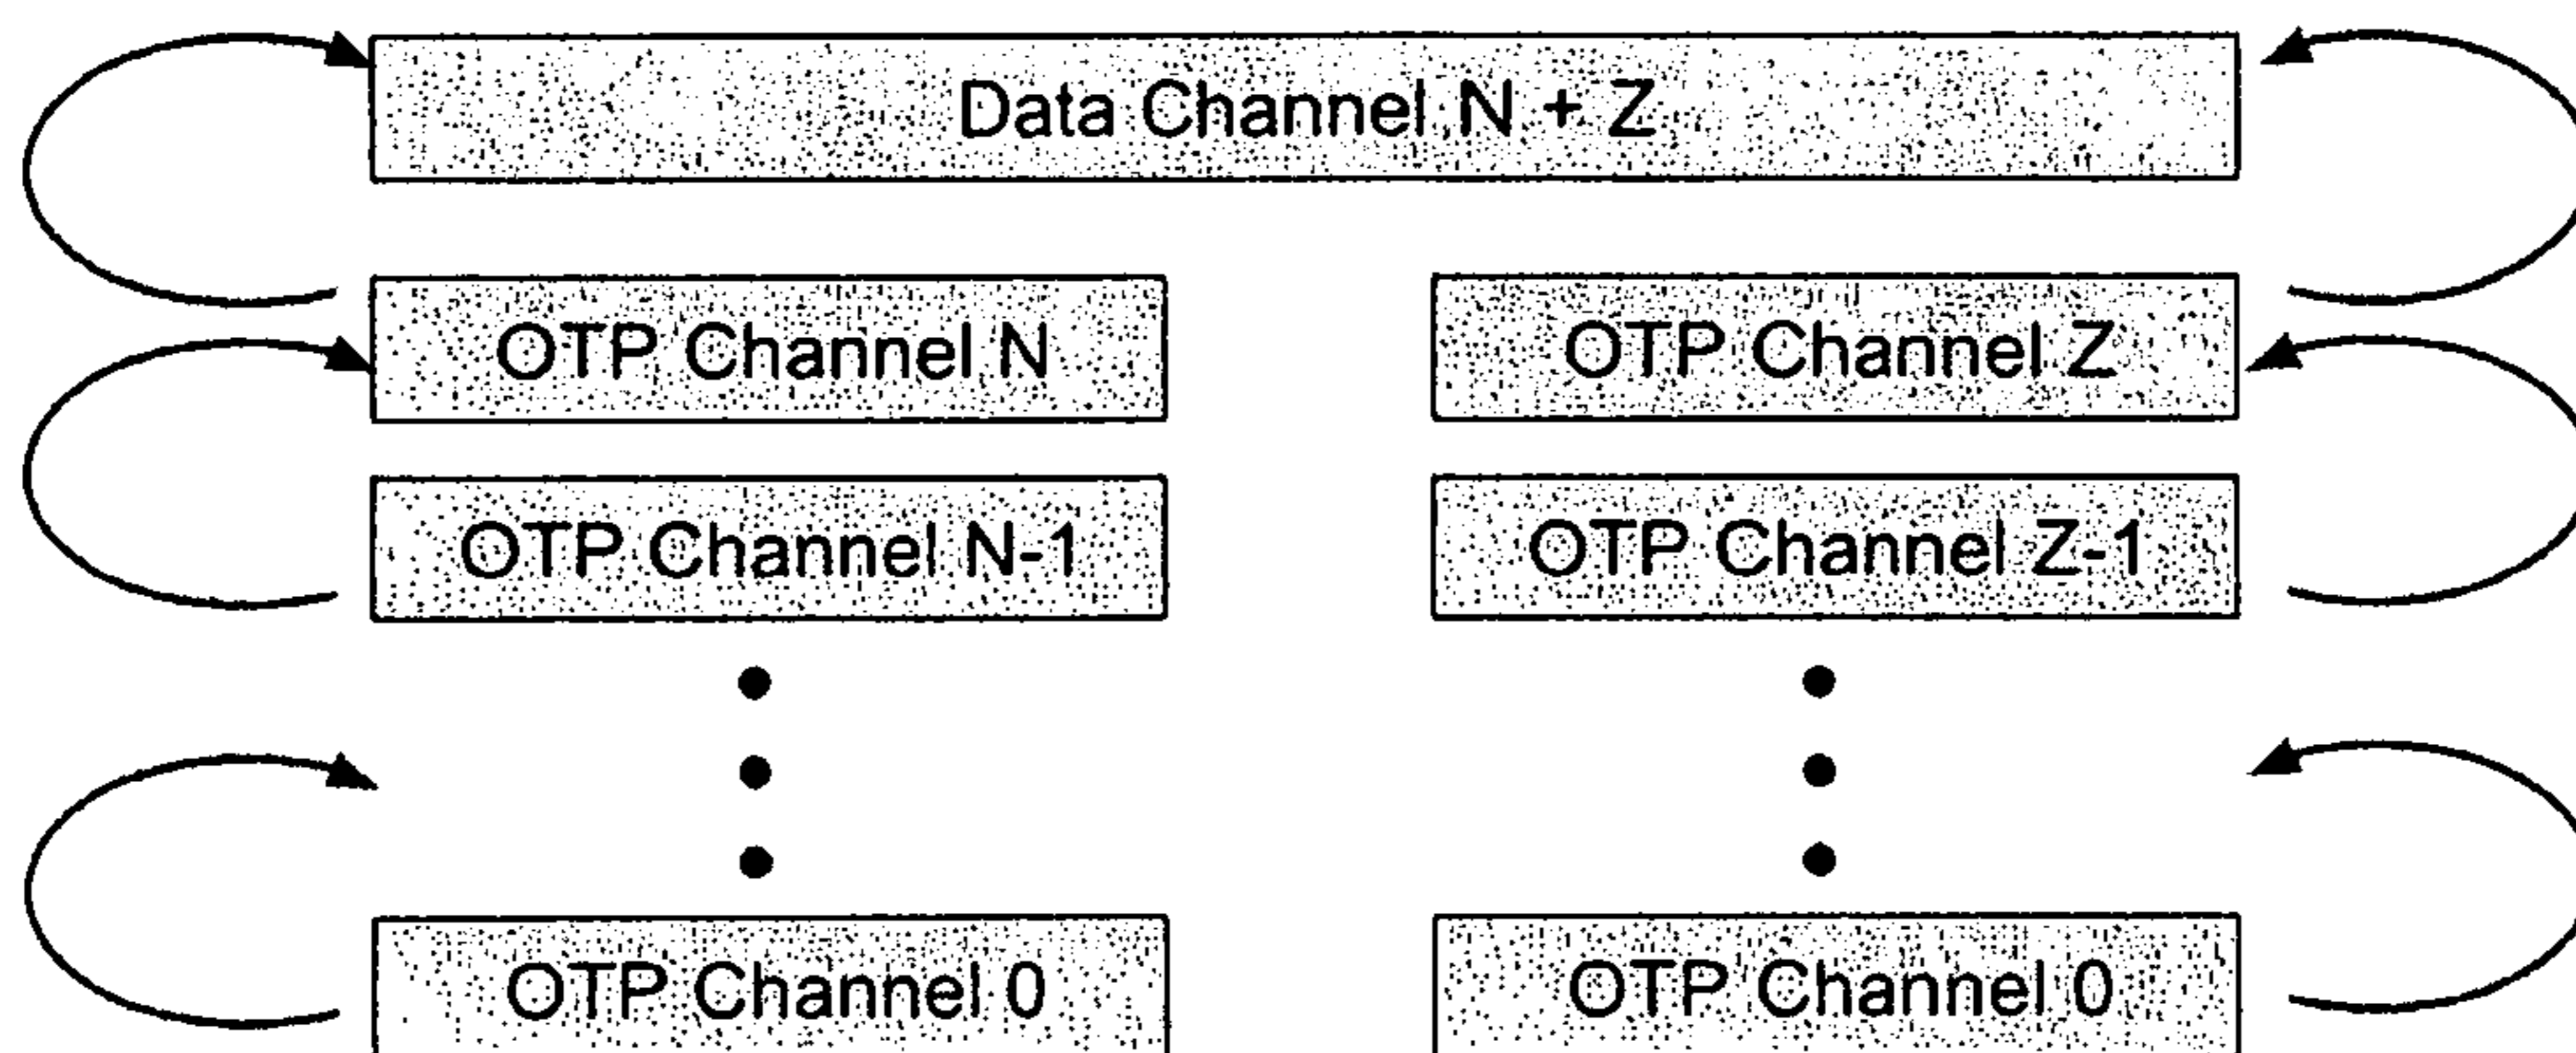 Data Channel N + Z
OTP Channel N
OTP Channel Z
OTP Channel N-1
OTP Channel Z-1
OTP Channel 0
OTP Channel 0